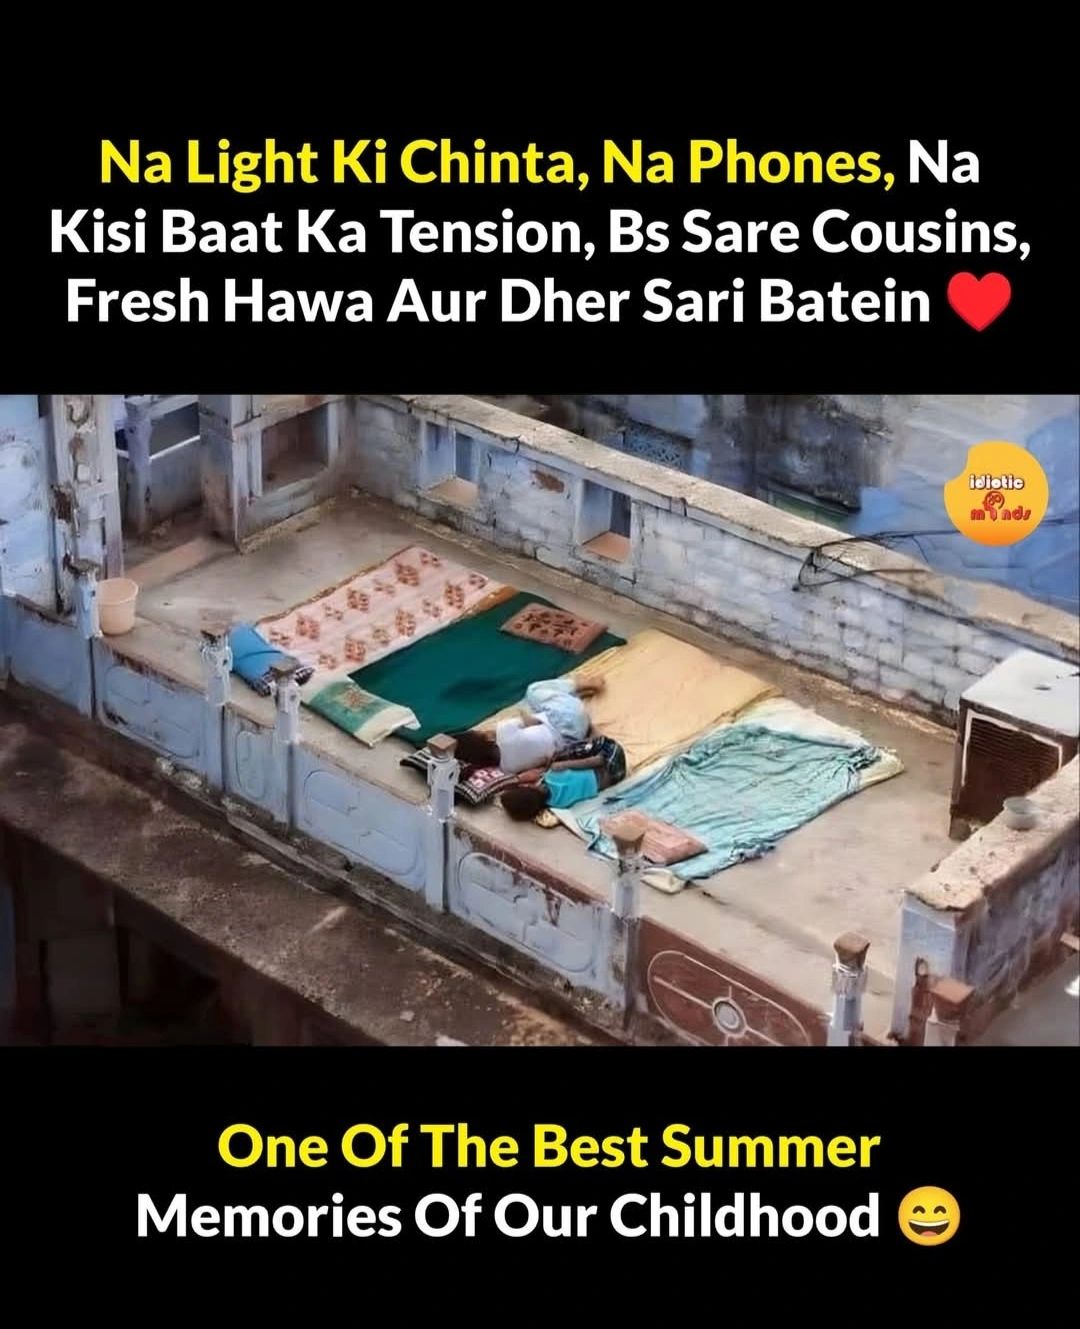 Na Light Ki Chinta, Na Phones, Na
Kisi Baat Ka Tension, Bs Sare Cousins,
Fresh Hawa Aur Dher Sari Batein ❤️
idiotic
minds
One Of The Best Summer
Memories Of Our Childhood 😄